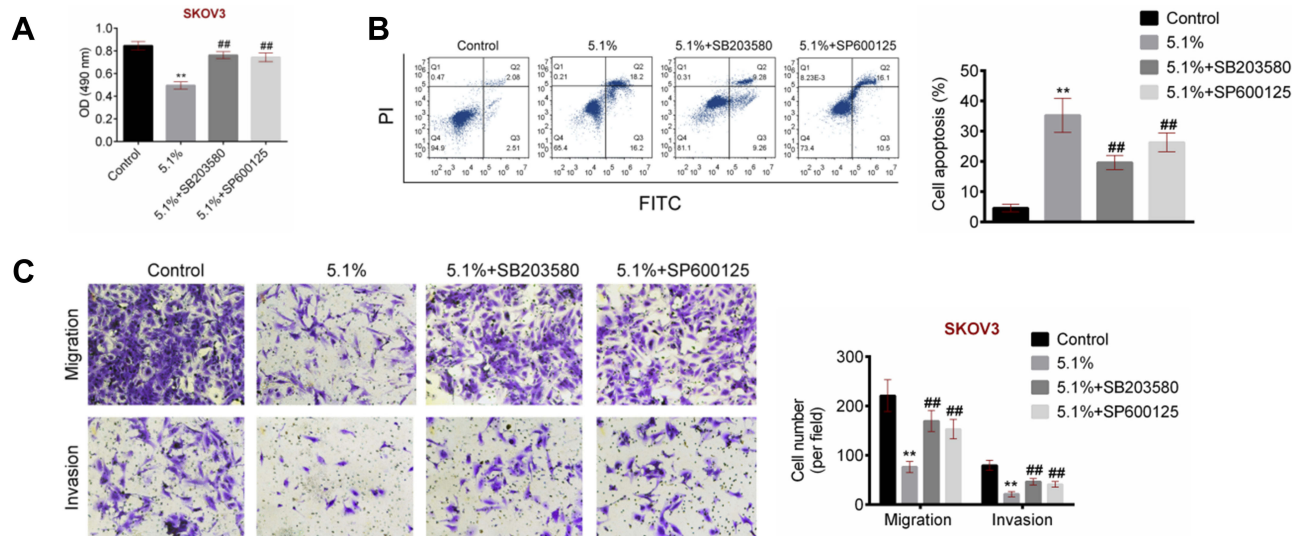 A
SKOV3
OD (490 nm)
1.0
0.8
0.6
0.4
0.2
0.0
**
##
##
Control
5.1%
5.1%+SB203580
5.1%+SP600125
B
Control
5.1%
5.1%+SB203580
5.1%+SP600125
PI
Q1
0.47
Q2
2.08
Q4
94.9
Q3
2.51
Q1
0.21
Q2
18.2
Q4
65.4
Q3
16.2
Q1
0.31
Q2
9.28
Q4
81.1
Q3
9.26
Q1
8.23E-3
Q2
16.1
Q4
73.4
Q3
10.5
FITC
Control
5.1%
5.1%+SB203580
5.1%+SP600125
Cell apoptosis (%)
50
40
30
20
10
0
**
##
##
C
Control
5.1%
5.1%+SB203580
5.1%+SP600125
Migration
Invasion
SKOV3
Control
5.1%
5.1%+SB203580
5.1%+SP600125
Cell number
(per field)
300
200
100
0
**
##
##
**
##
##
Migration
Invasion